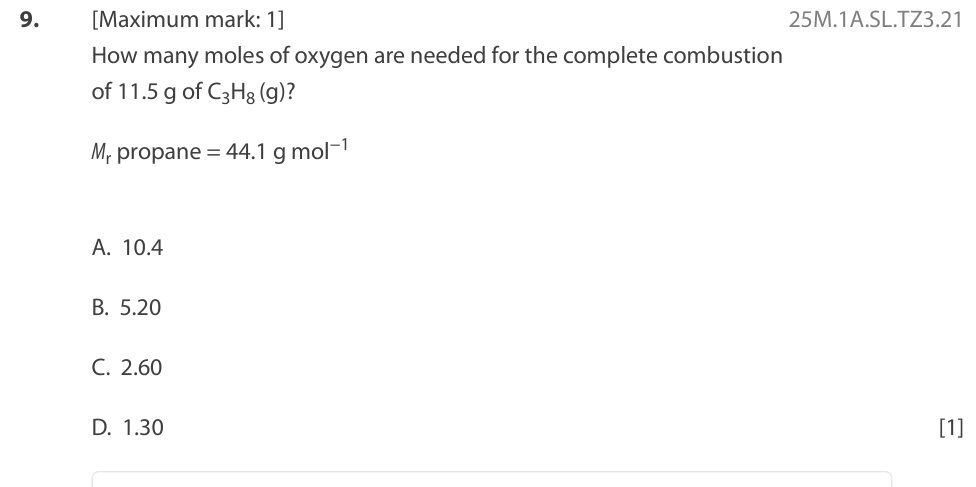 9. [Maximum mark: 1] 25M.1A.SL.TZ3.21
How many moles of oxygen are needed for the complete combustion
of 11.5 g of C₃H₈ (g)?
Mᵣ propane = 44.1 g mol⁻¹
A. 10.4
B. 5.20
C. 2.60
D. 1.30 [1]